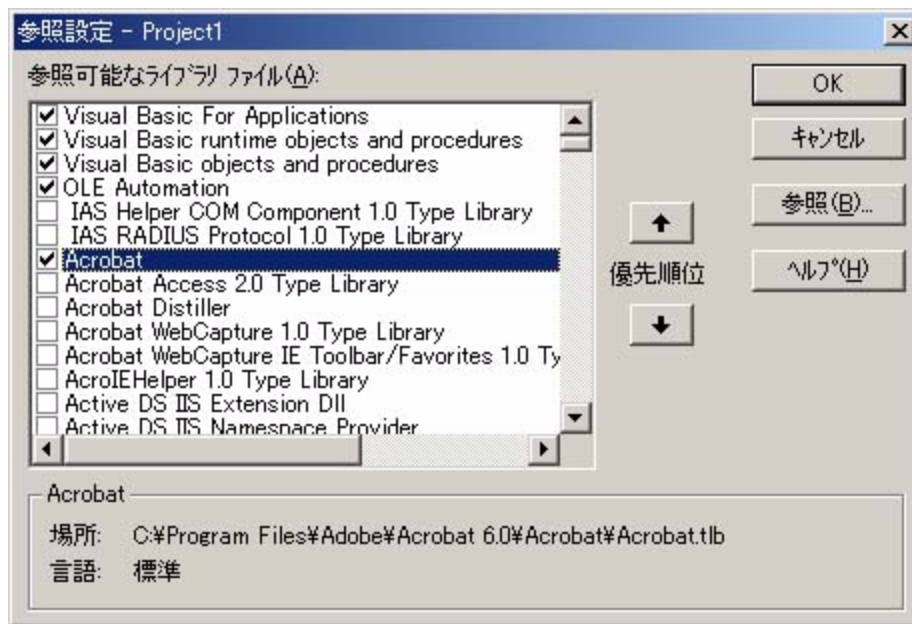 参照設定 - Project1
参照可能なﾗｲﾌﾞﾗﾘ ﾌｧｲﾙ(A):
Visual Basic For Applications
Visual Basic runtime objects and procedures
Visual Basic objects and procedures
OLE Automation
IAS Helper COM Component 1.0 Type Library
IAS RADIUS Protocol 1.0 Type Library
Acrobat
Acrobat Access 2.0 Type Library
Acrobat Distiller
Acrobat WebCapture 1.0 Type Library
Acrobat WebCapture IE Toolbar/Favorites 1.0 Ty
AcroIEHelper 1.0 Type Library
Active DS IIS Extension Dll
Active DS IIS Namespace Provider
優先順位
OK
ｷｬﾝｾﾙ
参照(B)...
ﾍﾙﾌﾟ(H)
Acrobat
場所: C:¥Program Files¥Adobe¥Acrobat 6.0¥Acrobat¥Acrobat.tlb
言語: 標準